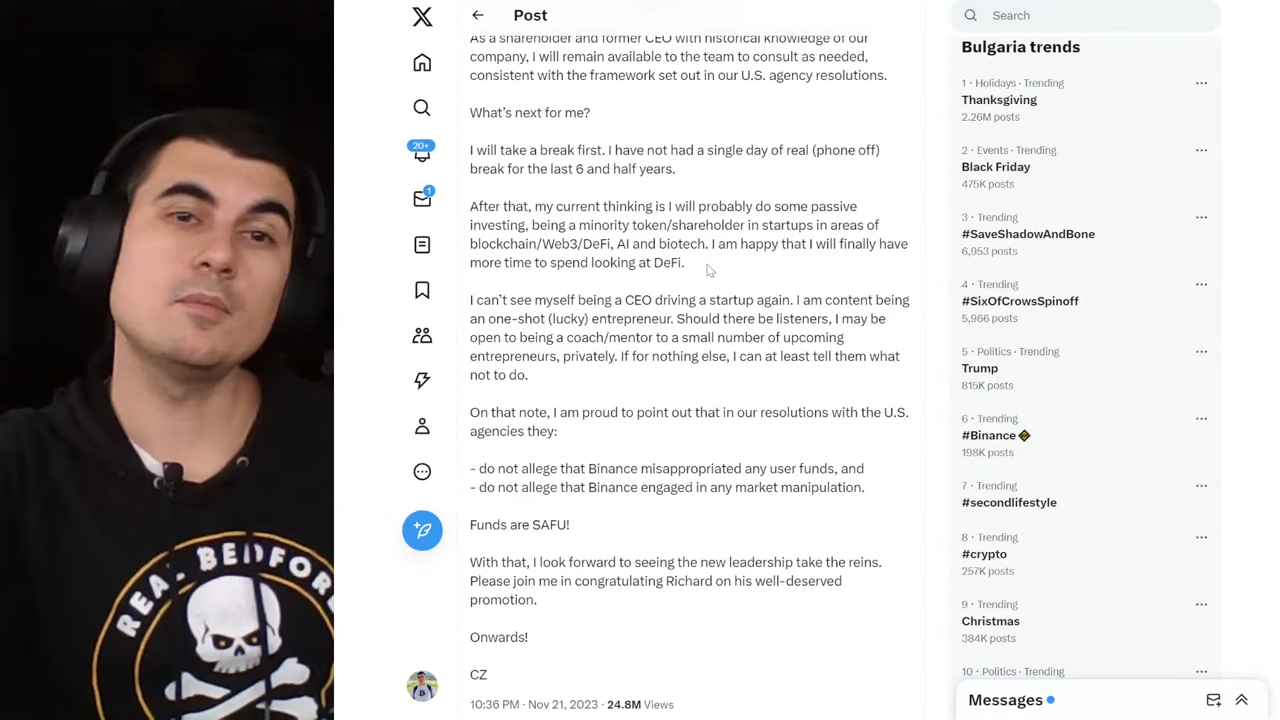 REAL BEDFOR
Post
As a shareholder and former CEO with historical knowledge of our
company, I will remain available to the team to consult as needed,
consistent with the framework set out in our U.S. agency resolutions.
What's next for me?
I will take a break first. I have not had a single day of real (phone off)
break for the last 6 and half years.
After that, my current thinking is I will probably do some passive
investing, being a minority token/shareholder in startups in areas of
blockchain/Web3/DeFi, AI and biotech. I am happy that I will finally have
more time to spend looking at DeFi.
I can't see myself being a CEO driving a startup again. I am content being
an one-shot (lucky) entrepreneur. Should there be listeners, I may be
open to being a coach/mentor to a small number of upcoming
entrepreneurs, privately. If for nothing else, I can at least tell them what
not to do.
On that note, I am proud to point out that in our resolutions with the U.S.
agencies they:
- do not allege that Binance misappropriated any user funds, and
- do not allege that Binance engaged in any market manipulation.
Funds are SAFU!
With that, I look forward to seeing the new leadership take the reins.
Please join me in congratulating Richard on his well-deserved
promotion.
Onwards!
CZ
10:36 PM · Nov 21, 2023 · 24.8M Views
20+
1
Search
Bulgaria trends
1 · Holidays · Trending
Thanksgiving
2.26M posts
2 · Events · Trending
Black Friday
475K posts
3 · Trending
#SaveShadowAndBone
6,953 posts
4 · Trending
#SixOfCrowsSpinoff
5,966 posts
5 · Politics · Trending
Trump
815K posts
6 · Trending
#Binance
198K posts
7 · Trending
#secondlifestyle
8 · Trending
#crypto
257K posts
9 · Trending
Christmas
384K posts
10 · Politics · Trending
Messages